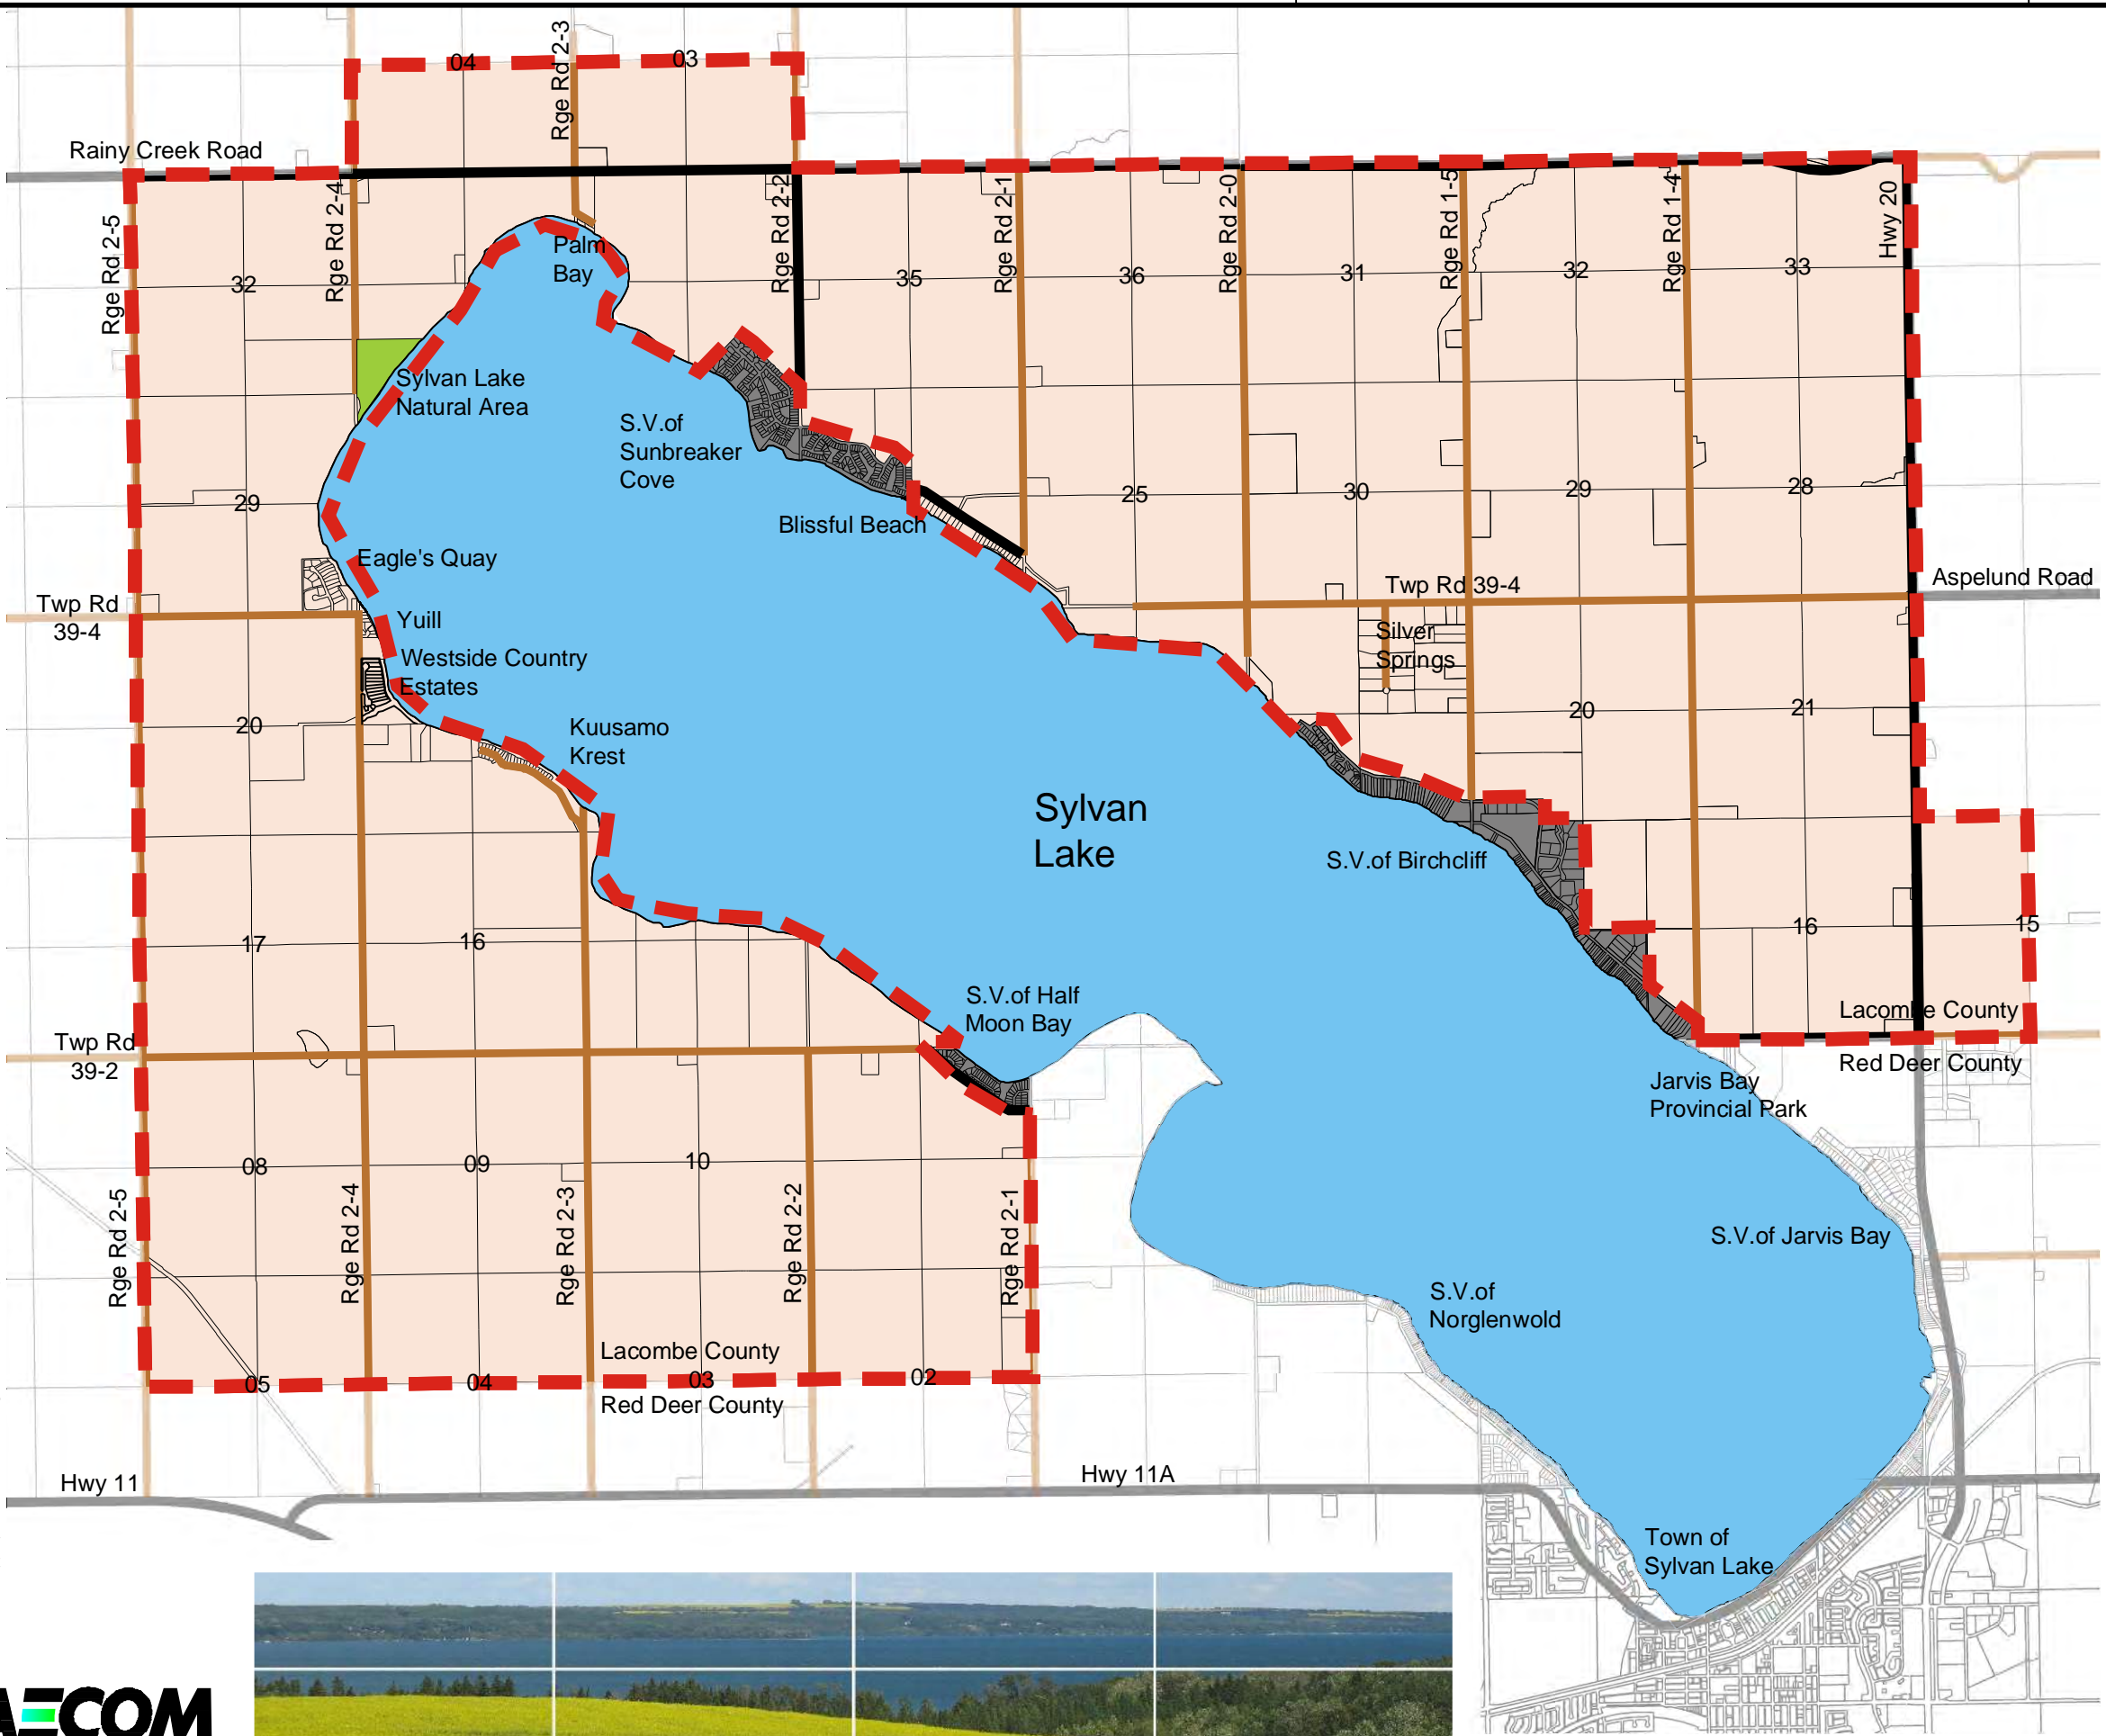 04
03
Rge Rd 2-3
Rainy Creek Road
Rge Rd 2-5
Rge Rd 2-4
Rge Rd 2-2
Rge Rd 2-1
Rge Rd 2-0
Rge Rd 1-5
Rge Rd 1-4
Hwy 20
Palm
Bay
32
35
36
31
32
33
Sylvan Lake
Natural Area
S.V.of
Sunbreaker
Cove
29
25
30
29
28
Blissful Beach
Eagle's Quay
Twp Rd
39-4
Twp Rd 39-4
Aspelund Road
Yuill
Silver
Springs
Westside Country
Estates
20
20
21
Kuusamo
Krest
Sylvan
Lake
S.V.of Birchcliff
17
16
16
15
S.V.of Half
Moon Bay
Lacombe County
Red Deer County
Twp Rd
39-2
Jarvis Bay
Provincial Park
08
09
10
Rge Rd 2-5
Rge Rd 2-4
Rge Rd 2-3
Rge Rd 2-2
Rge Rd 2-1
S.V.of Jarvis Bay
S.V.of
Norglenwold
Lacombe County
05
04
03
02
Red Deer County
Hwy 11
Hwy 11A
Town of
Sylvan Lake
AECOM